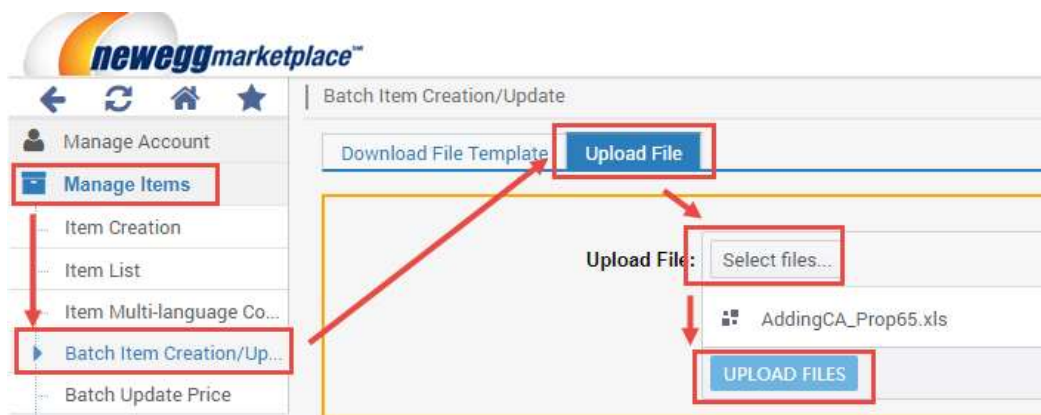 neweggmarketplace™
Batch Item Creation/Update
Manage Account
Download File Template
Upload File
Manage Items
Item Creation
Item List
Upload File:
Select files...
Item Multi-language Co...
AddingCA_Prop65.xls
Batch Item Creation/Up...
UPLOAD FILES
Batch Update Price